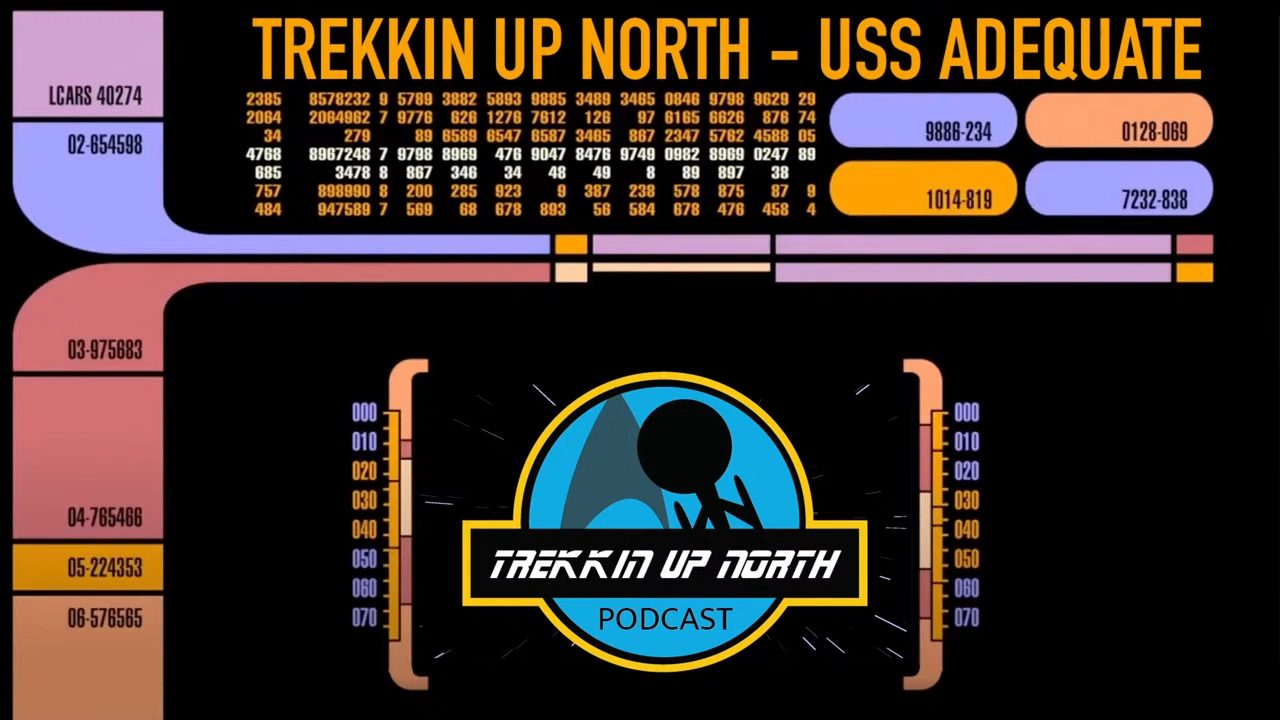 TREKKIN UP NORTH - USS ADEQUATE
LCARS 40274
02-654598
2385 8578232 9 5789 3882 5893 9885 3489 3465 0846 9798 9629 29
2064 2064962 7 9776 626 1276 7612 126 97 6165 6626 876 74
34 279 89 6589 6547 6587 3465 867 2347 5762 4588 05
4768 8967248 7 9798 8969 476 9047 8476 9749 0982 8969 0247 89
685 3478 8 867 346 34 48 49 8 89 897 38
757 898990 8 200 285 923 9 387 238 578 875 87 9
484 947589 7 569 68 678 893 56 584 678 476 458 4
9886-234
0128-069
1014-819
7232-838
03-975683
04-765466
05-224353
06-576565
000
010
020
030
040
050
060
070
TREKKIN UP NORTH
PODCAST
000
010
020
030
040
050
060
070